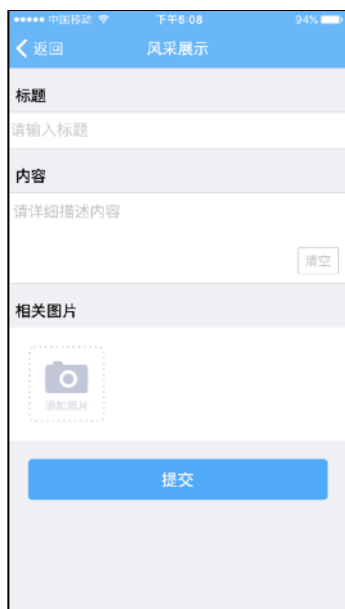 中国移动 下午5:08 94%
返回 风采展示
标题
请输入标题
内容
请详细描述内容
清空
相关图片
添加照片
提交